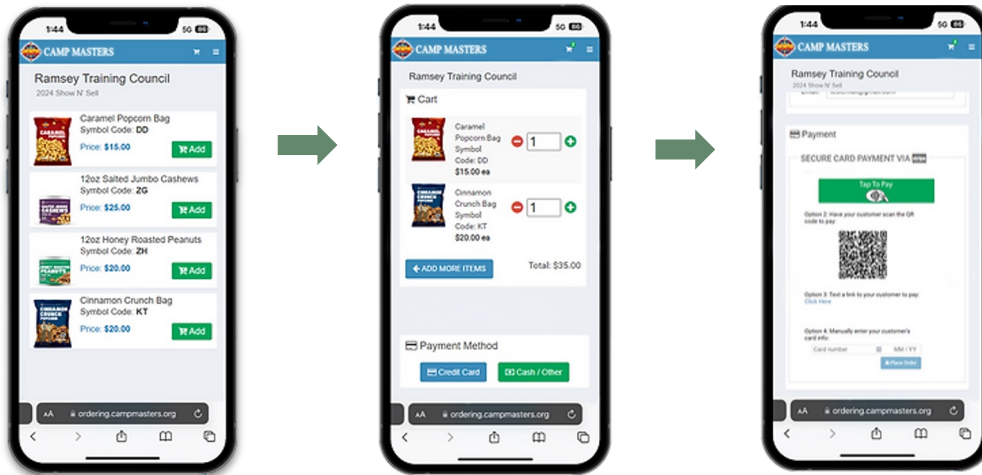 1:44
5G 86
CAMP MASTERS
Ramsey Training Council
2024 Show N' Sell
Caramel Popcorn Bag
Symbol Code: DD
Price: $15.00
Add
12oz Salted Jumbo Cashews
Symbol Code: ZG
Price: $25.00
Add
12oz Honey Roasted Peanuts
Symbol Code: ZH
Price: $20.00
Add
Cinnamon Crunch Bag
Symbol Code: KT
Price: $20.00
Add
AA ordering.campmasters.org
1:44
5G 86
CAMP MASTERS
Ramsey Training Council
Cart
CARAMEL
Caramel
Popcorn Bag
Symbol
Code: DD
$15.00 ea
1
CINNAMON
CRUNCH
Cinnamon
Crunch Bag
Symbol
Code: KT
$20.00 ea
1
ADD MORE ITEMS
Total: $35.00
Payment Method
Credit Card
Cash / Other
AA ordering.campmasters.org
1:44
5G 86
CAMP MASTERS
Ramsey Training Council
2024 Show N' Sell
Email:
Payment
SECURE CARD PAYMENT VIA
Tap To Pay
Option 2: Have your customer scan the QR
code to pay:
Option 3: Text a link to your customer to pay:
Click Here
Option 4: Manually enter your customer's
card info:
Card number
MM / YY
Place Order
AA ordering.campmasters.org